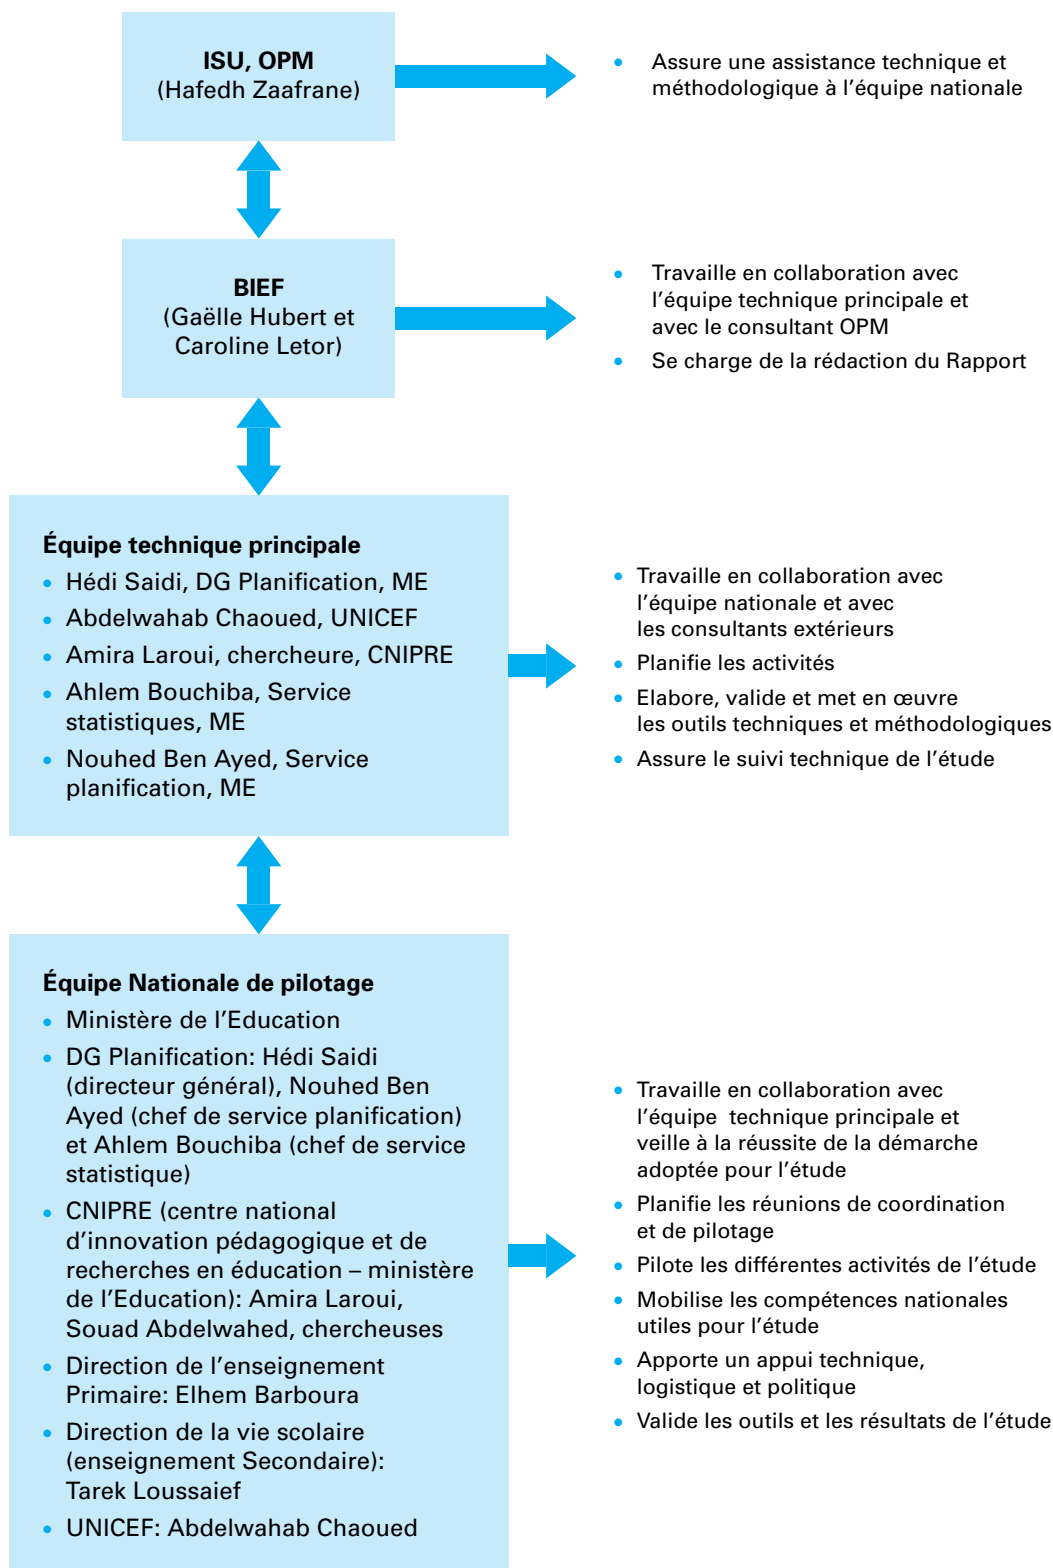 ISU, OPM
(Hafedh Zaafrane)
• Assure une assistance technique et
méthodologique à l’équipe nationale
BIEF
(Gaëlle Hubert et
Caroline Letor)
• Travaille en collaboration avec
l’équipe technique principale et
avec le consultant OPM
• Se charge de la rédaction du Rapport
Équipe technique principale
• Hédi Saidi, DG Planification, ME
• Abdelwahab Chaoued, UNICEF
• Amira Laroui, chercheure, CNIPRE
• Ahlem Bouchiba, Service
statistiques, ME
• Nouhed Ben Ayed, Service
planification, ME
• Travaille en collaboration avec
l’équipe nationale et avec
les consultants extérieurs
• Planifie les activités
• Elabore, valide et met en œuvre
les outils techniques et méthodologiques
• Assure le suivi technique de l’étude
Équipe Nationale de pilotage
• Ministère de l’Education
• DG Planification: Hédi Saidi
(directeur général), Nouhed Ben
Ayed (chef de service planification)
et Ahlem Bouchiba (chef de service
statistique)
• CNIPRE (centre national
d’innovation pédagogique et de
recherches en éducation – ministère
de l’Education): Amira Laroui,
Souad Abdelwahed, chercheuses
• Direction de l’enseignement
Primaire: Elhem Barboura
• Direction de la vie scolaire
(enseignement Secondaire):
Tarek Loussaief
• UNICEF: Abdelwahab Chaoued
• Travaille en collaboration avec
l’équipe technique principale et
veille à la réussite de la démarche
adoptée pour l’étude
• Planifie les réunions de coordination
et de pilotage
• Pilote les différentes activités de l’étude
• Mobilise les compétences nationales
utiles pour l’étude
• Apporte un appui technique,
logistique et politique
• Valide les outils et les résultats de l’étude